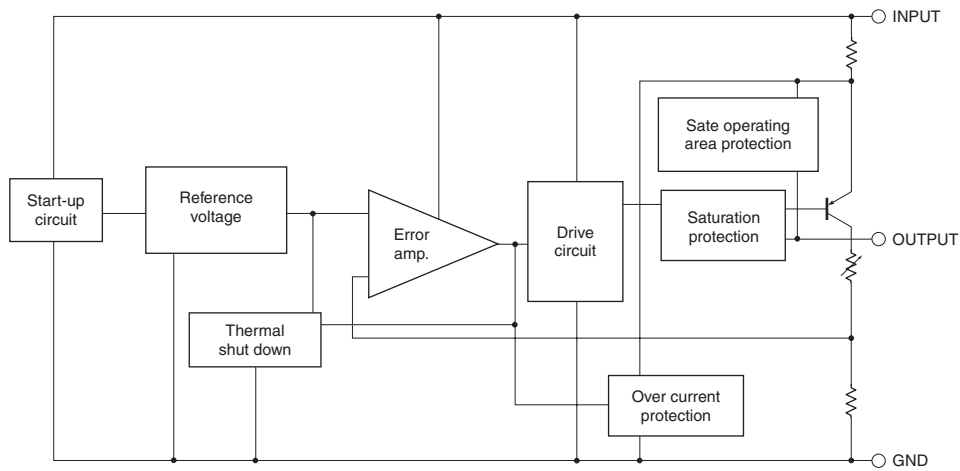 INPUT
Sate operating
area protection
Start-up
circuit
Reference
voltage
Error
amp.
Drive
circuit
Saturation
protection
OUTPUT
Thermal
shut down
Over current
protection
GND